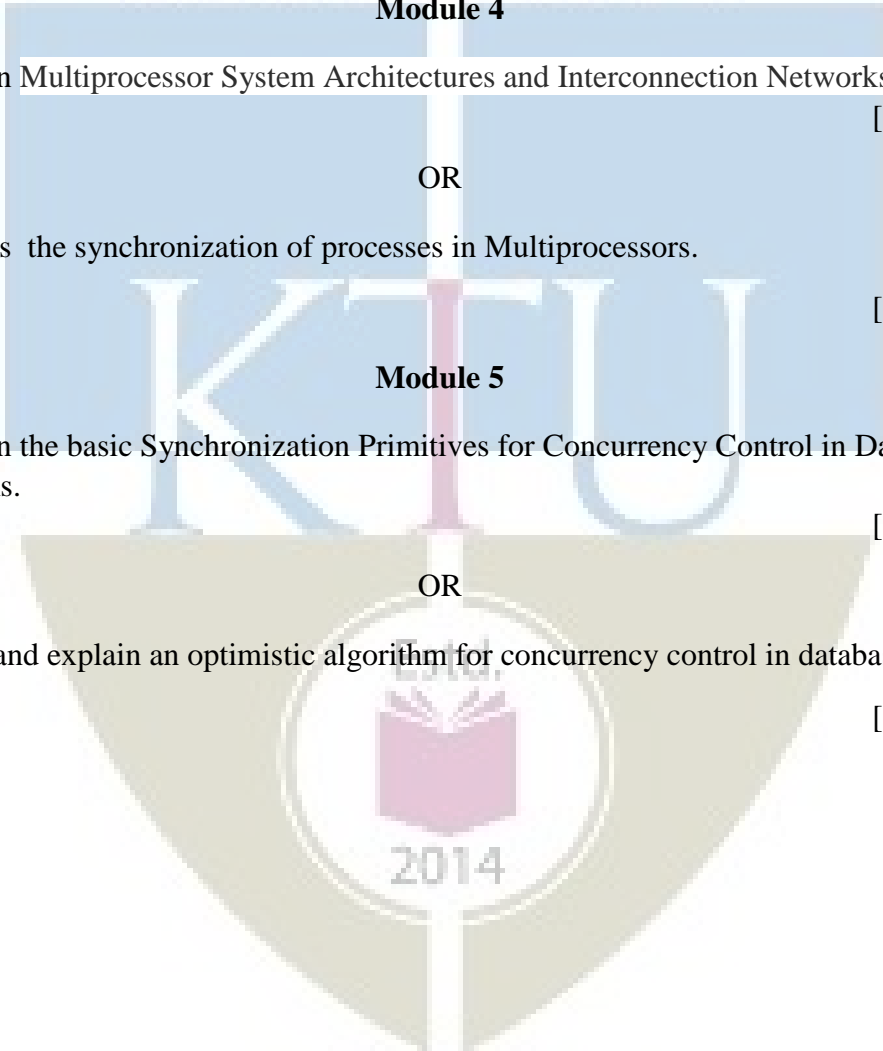 Module 4
n Multiprocessor System Architectures and Interconnection Networks
[
OR
s the synchronization of processes in Multiprocessors.
[
Module 5
n the basic Synchronization Primitives for Concurrency Control in Da
s.
[
OR
and explain an optimistic algorithm for concurrency control in databa
[
KTU
Estd.
2014